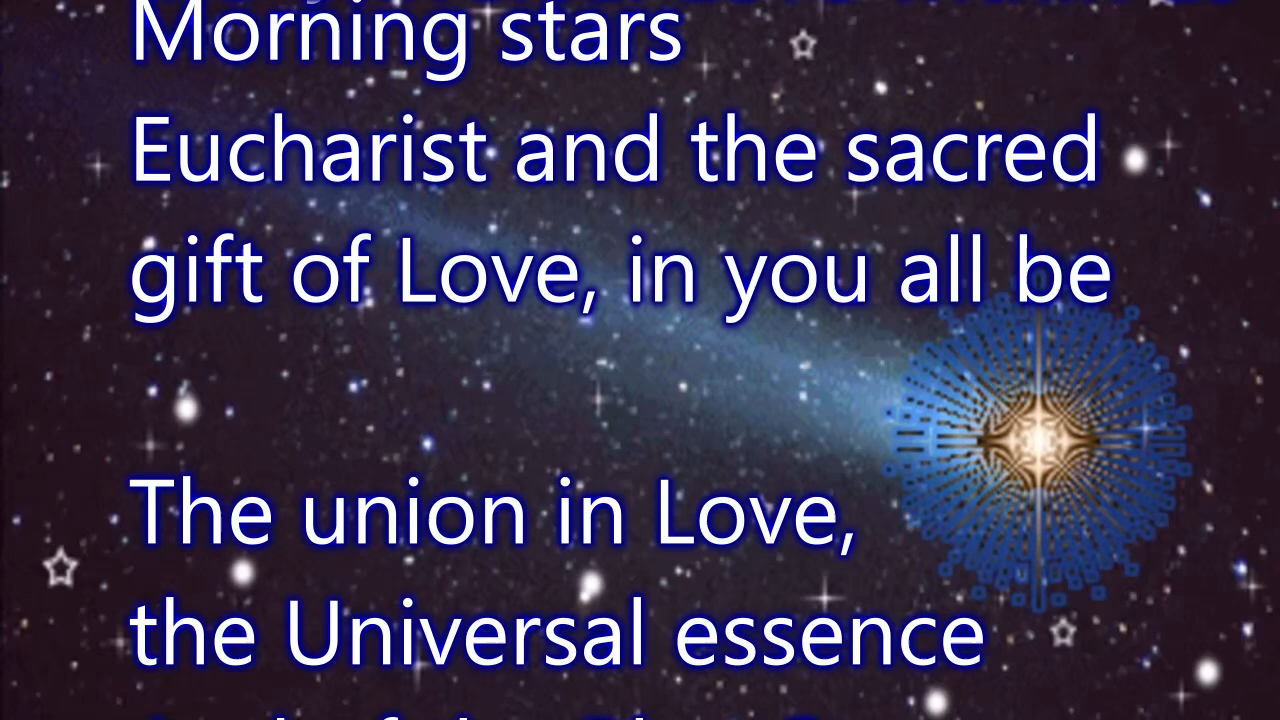 Morning stars
Eucharist and the sacred
gift of Love, in you all be
The union in Love,
the Universal essence